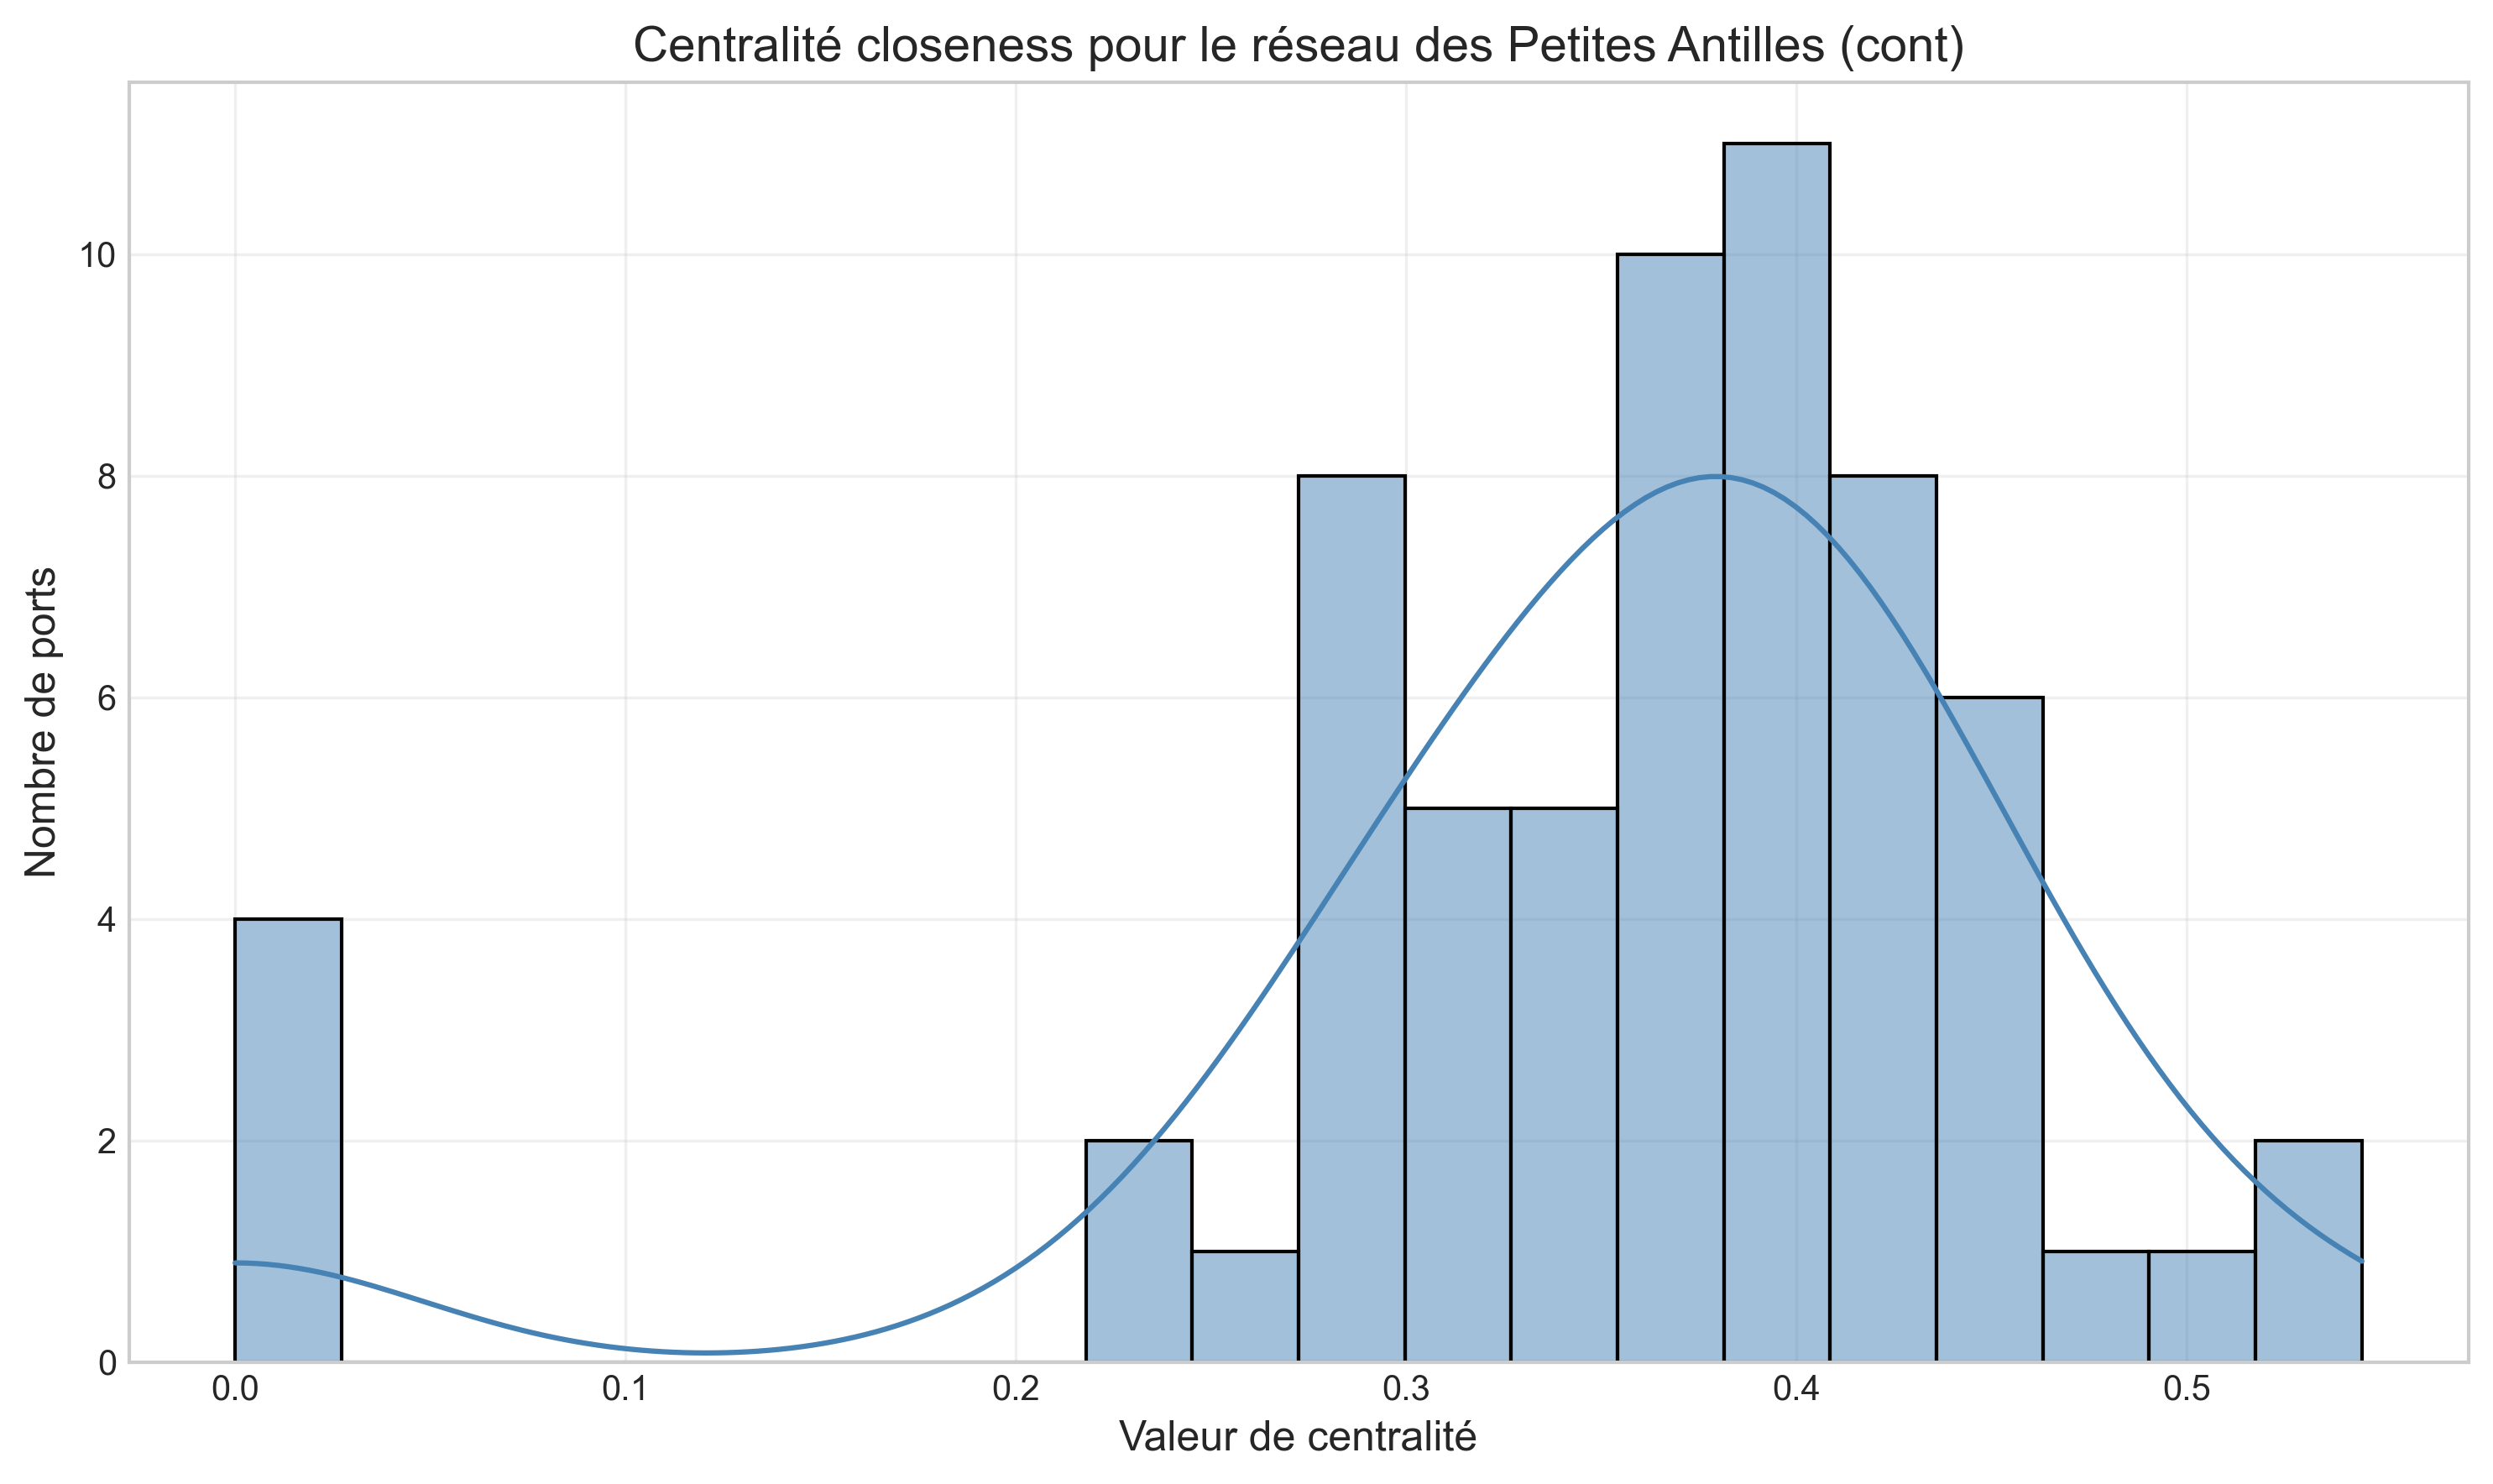 Centralité closeness pour le réseau des Petites Antilles (cont)
10
8
6
4
2
0
Nombre de ports
0.0 0.1 0.2 0.3 0.4 0.5
Valeur de centralité